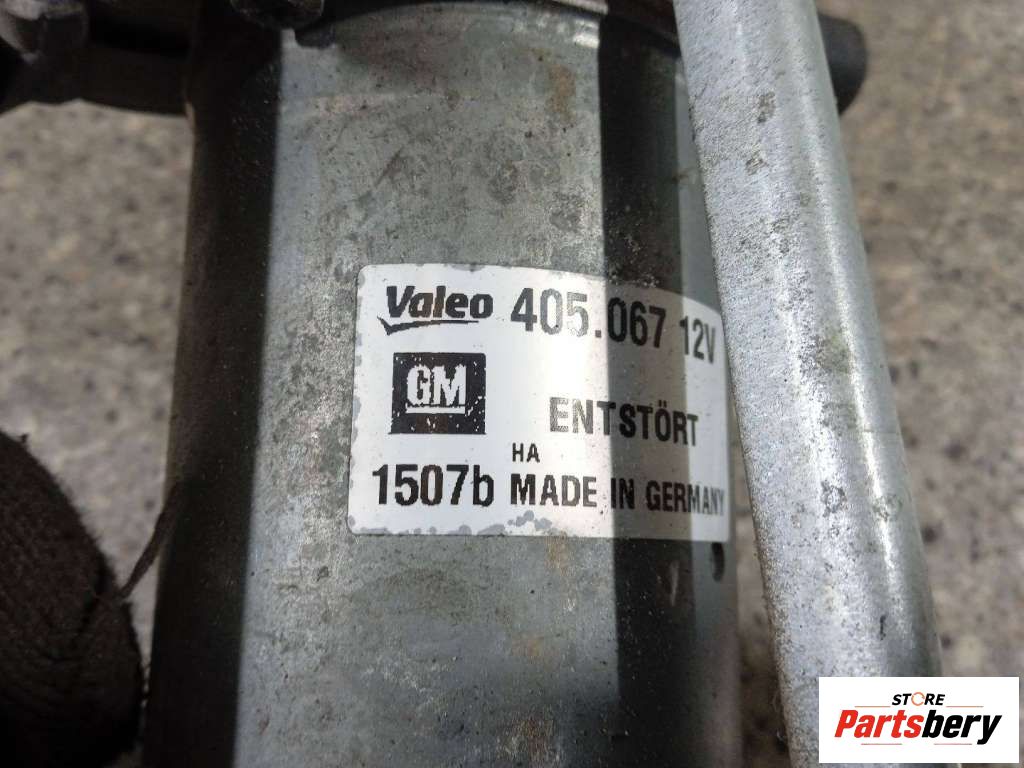 Valeo 405.067 12V
GM
ENTSTÖRT
HA
1507b MADE IN GERMANY
STORE
Partsbery